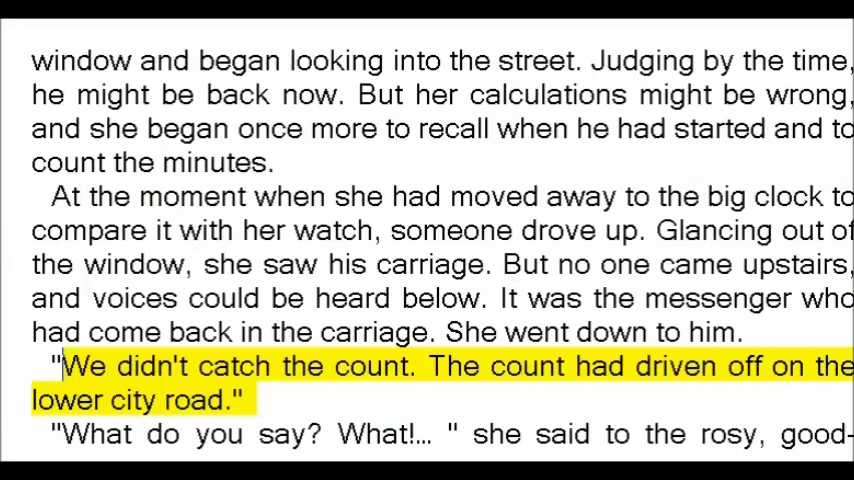 window and began looking into the street. Judging by the time,
he might be back now. But her calculations might be wrong,
and she began once more to recall when he had started and to
count the minutes.
At the moment when she had moved away to the big clock to
compare it with her watch, someone drove up. Glancing out of
the window, she saw his carriage. But no one came upstairs,
and voices could be heard below. It was the messenger who
had come back in the carriage. She went down to him.
"We didn't catch the count. The count had driven off on the
lower city road."
"What do you say? What!... " she said to the rosy, good-